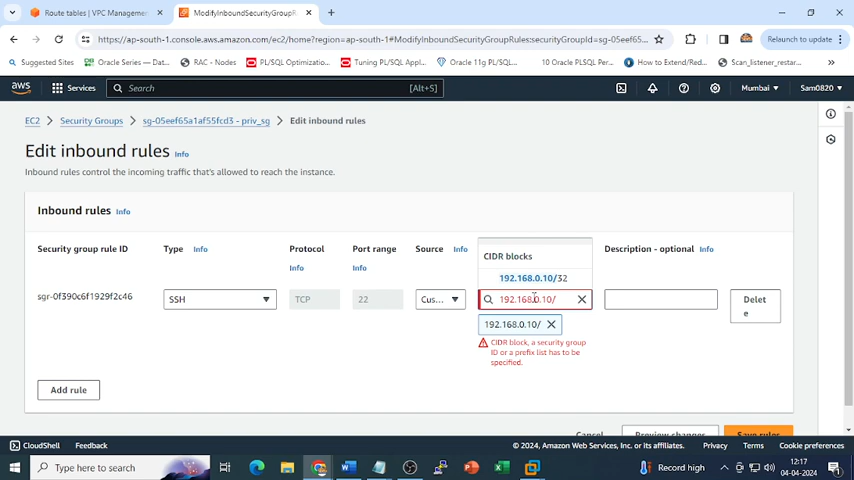 Route tables | VPC Managemen
ModifyInboundSecurityGroupRule
https://ap-south-1.console.aws.amazon.com/ec2/home?region=ap-south-1#ModifyInboundSecurityGroupRules:securityGroupId=sg-05eef65...
Relaunch to update
Suggested Sites
Oracle Series — Dat...
RAC - Nodes
PL/SQL Optimizatio...
Tuning PL/SQL Appl...
Oracle 11g PL/SQL...
10 Oracle PLSQL Per...
How to Extend/Red...
Scan_listener_restar...
aws
Services
Search
[Alt+S]
Mumbai
Sam0820
EC2
Security Groups
sg-05eef65a1af55fcd3 - priv_sg
Edit inbound rules
Edit inbound rules Info
Inbound rules control the incoming traffic that's allowed to reach the instance.
Inbound rules Info
Security group rule ID
Type Info
Protocol
Info
Port range
Info
Source Info
Description - optional Info
CIDR blocks
192.168.0.10/32
sgr-0f390c6f1929f2c46
SSH
TCP
22
Cus...
192.168.0.10/
Delet
e
192.168.0.10/
CIDR block, a security group
ID or a prefix list has to be
specified.
Add rule
Cancel
Preview changes
Save rules
CloudShell
Feedback
© 2024, Amazon Web Services, Inc. or its affiliates.
Privacy
Terms
Cookie preferences
Type here to search
Record high
12:17
04-04-2024